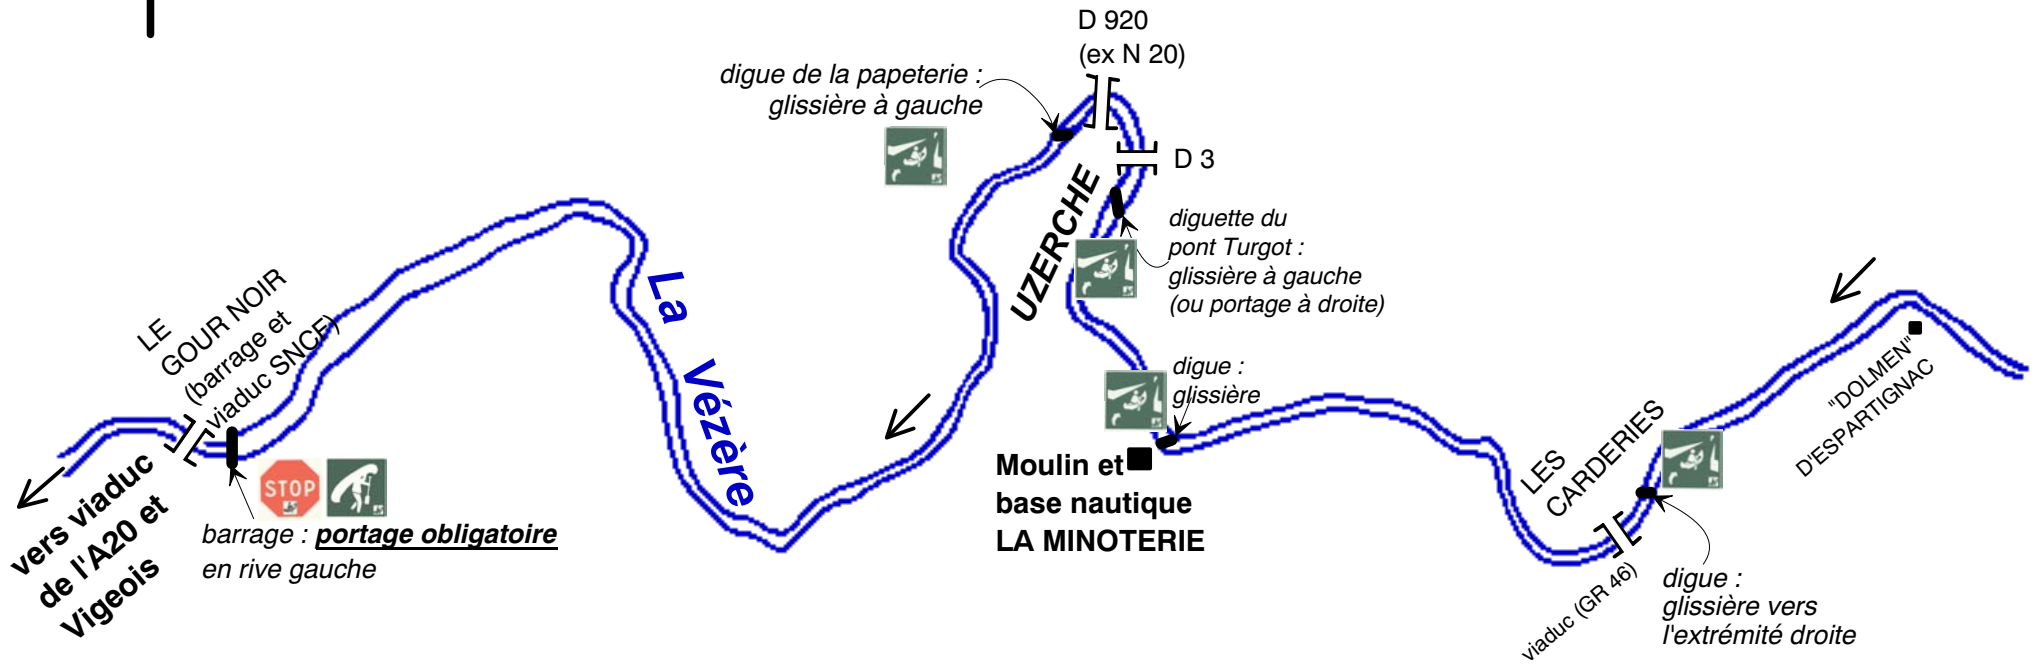 D 920
(ex N 20)
digue de la papeterie :
glissière à gauche
D 3
UZERCHE
diguette du
pont Turgot :
glissière à gauche
(ou portage à droite)
La Vézère
LE
GOUR NOIR
(barrage et
viaduc SNCF)
digue :
glissière
"DOLMEN"
D'ESPARTIGNAC
LES
CARDERIES
Moulin et
base nautique
LA MINOTERIE
STOP
vers viaduc
de l'A20 et
Vigeois
barrage : portage obligatoire
en rive gauche
viaduc (GR 46)
digue :
glissière vers
l'extrémité droite